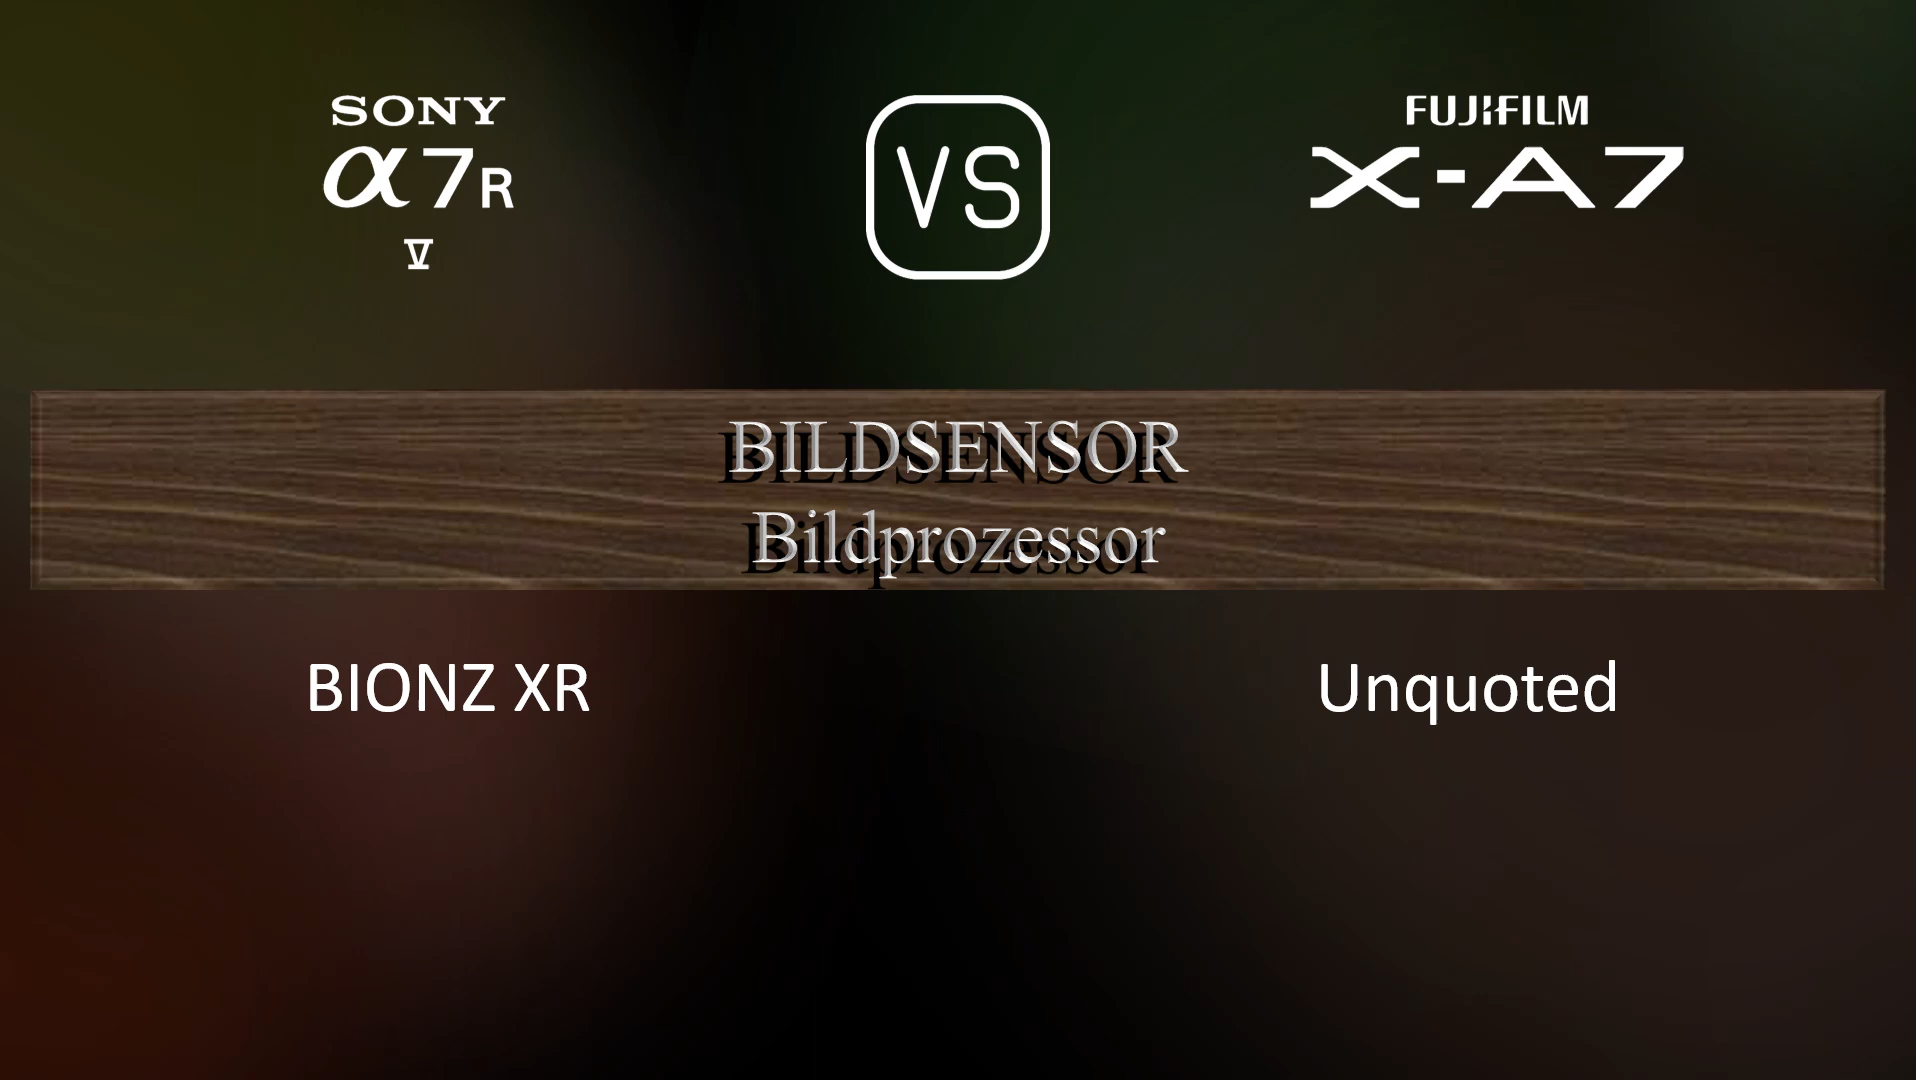 SONY
α7R
V
VS
FUJIFILM
X-A7
BILDSENSOR
Bildprozessor
BIONZ XR
Unquoted